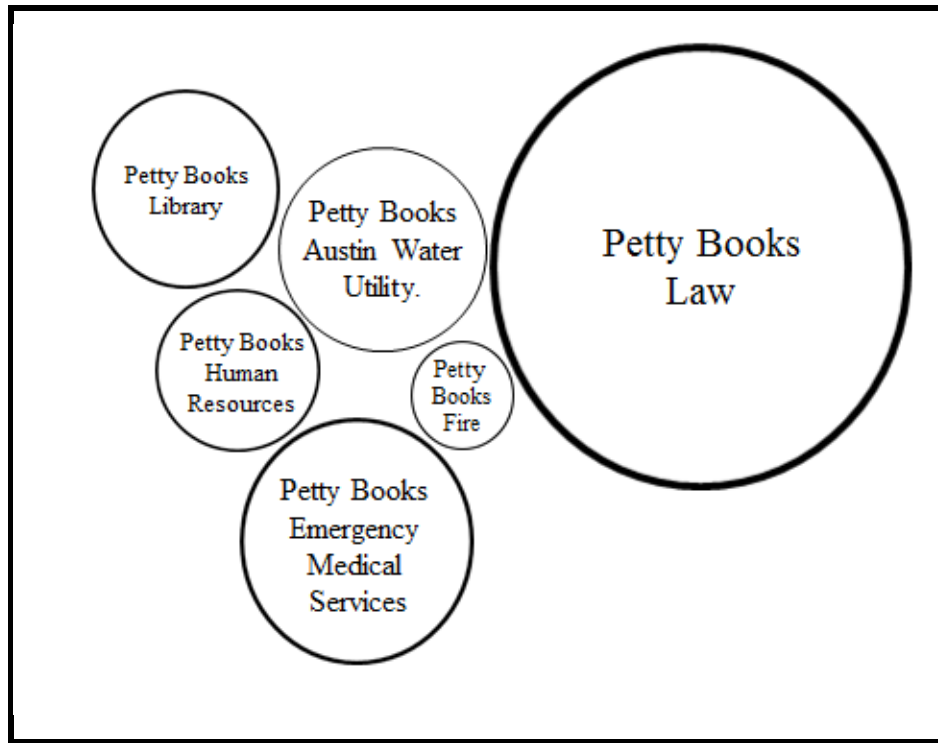 Petty Books
Library
Petty Books
Austin Water
Utility.
Petty Books
Law
Petty Books
Human
Resources
Petty
Books
Fire
Petty Books
Emergency
Medical
Services